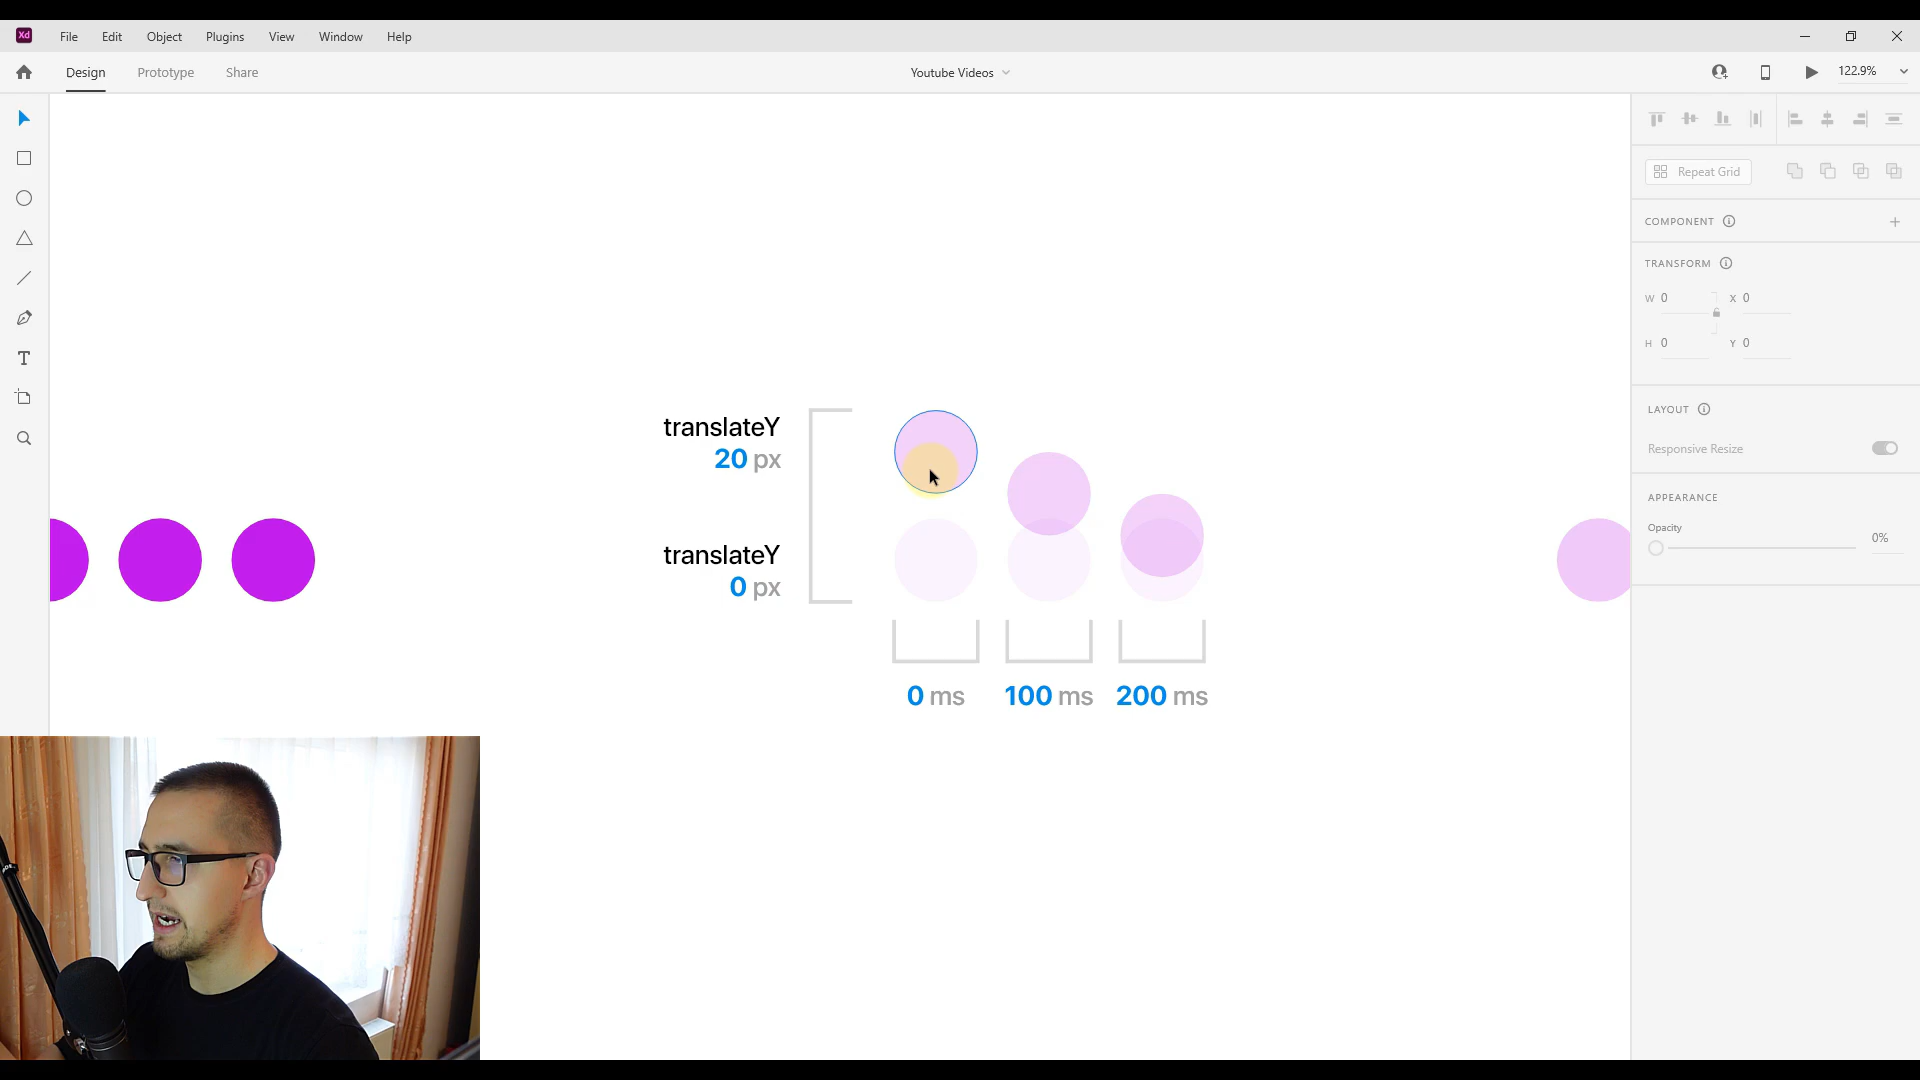 Xd File Edit Object Plugins View Window Help
Design Prototype Share Youtube Videos 122.9%
Repeat Grid
COMPONENT
TRANSFORM
W 0 X 0
H 0 Y 0
LAYOUT
Responsive Resize
APPEARANCE
Opacity
0%
translateY
20 px
translateY
0 px
0 ms 100 ms 200 ms